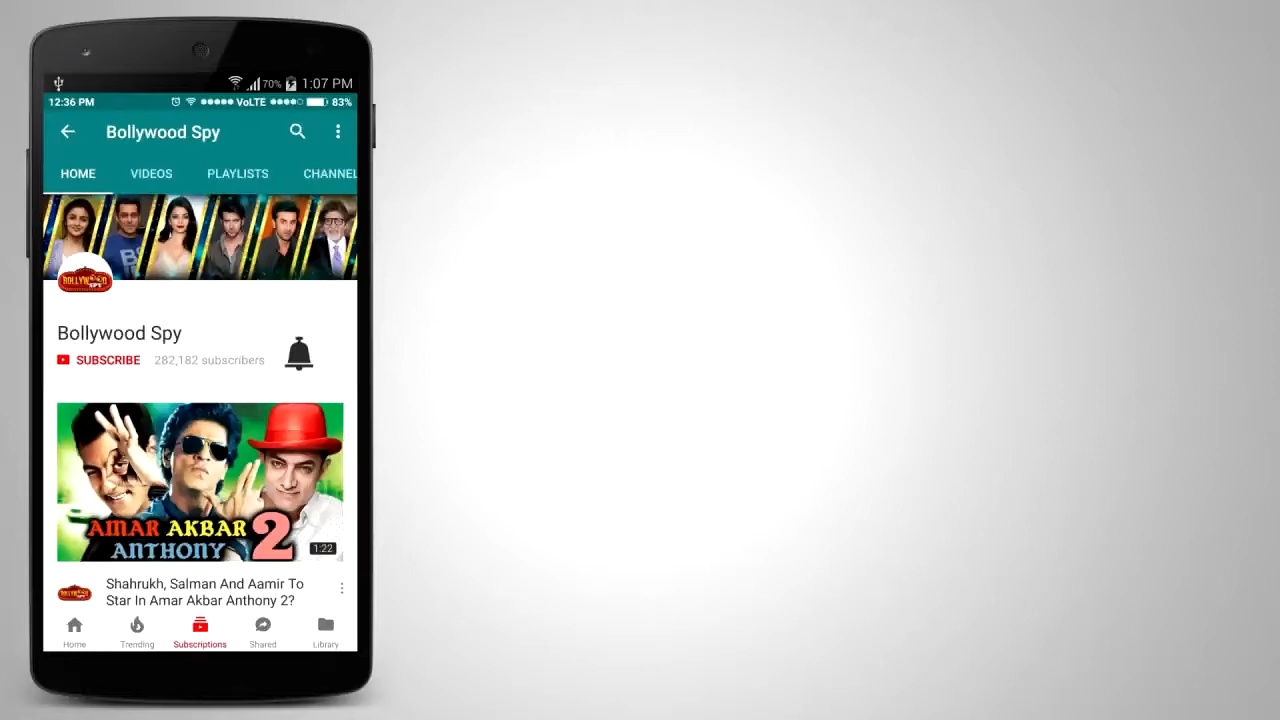 70% 1:07 PM
12:36 PM VoLTE 83%
Bollywood Spy
HOME VIDEOS PLAYLISTS CHANNEL
BOLLYWOOD
SPY
Bollywood Spy
SUBSCRIBE 282,182 subscribers
AMAR AKBAR 2
ANTHONY
1:22
Shahrukh, Salman And Aamir To
Star In Amar Akbar Anthony 2?
Home Trending Subscriptions Shared Library